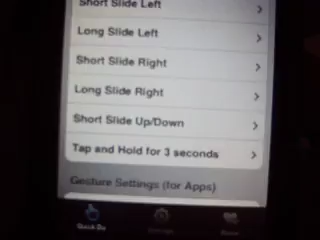 Short Slide Left
Long Slide Left
Short Slide Right
Long Slide Right
Short Slide Up/Down
Tap and Hold for 3 seconds
Gesture Settings (for Apps)
Quick Do